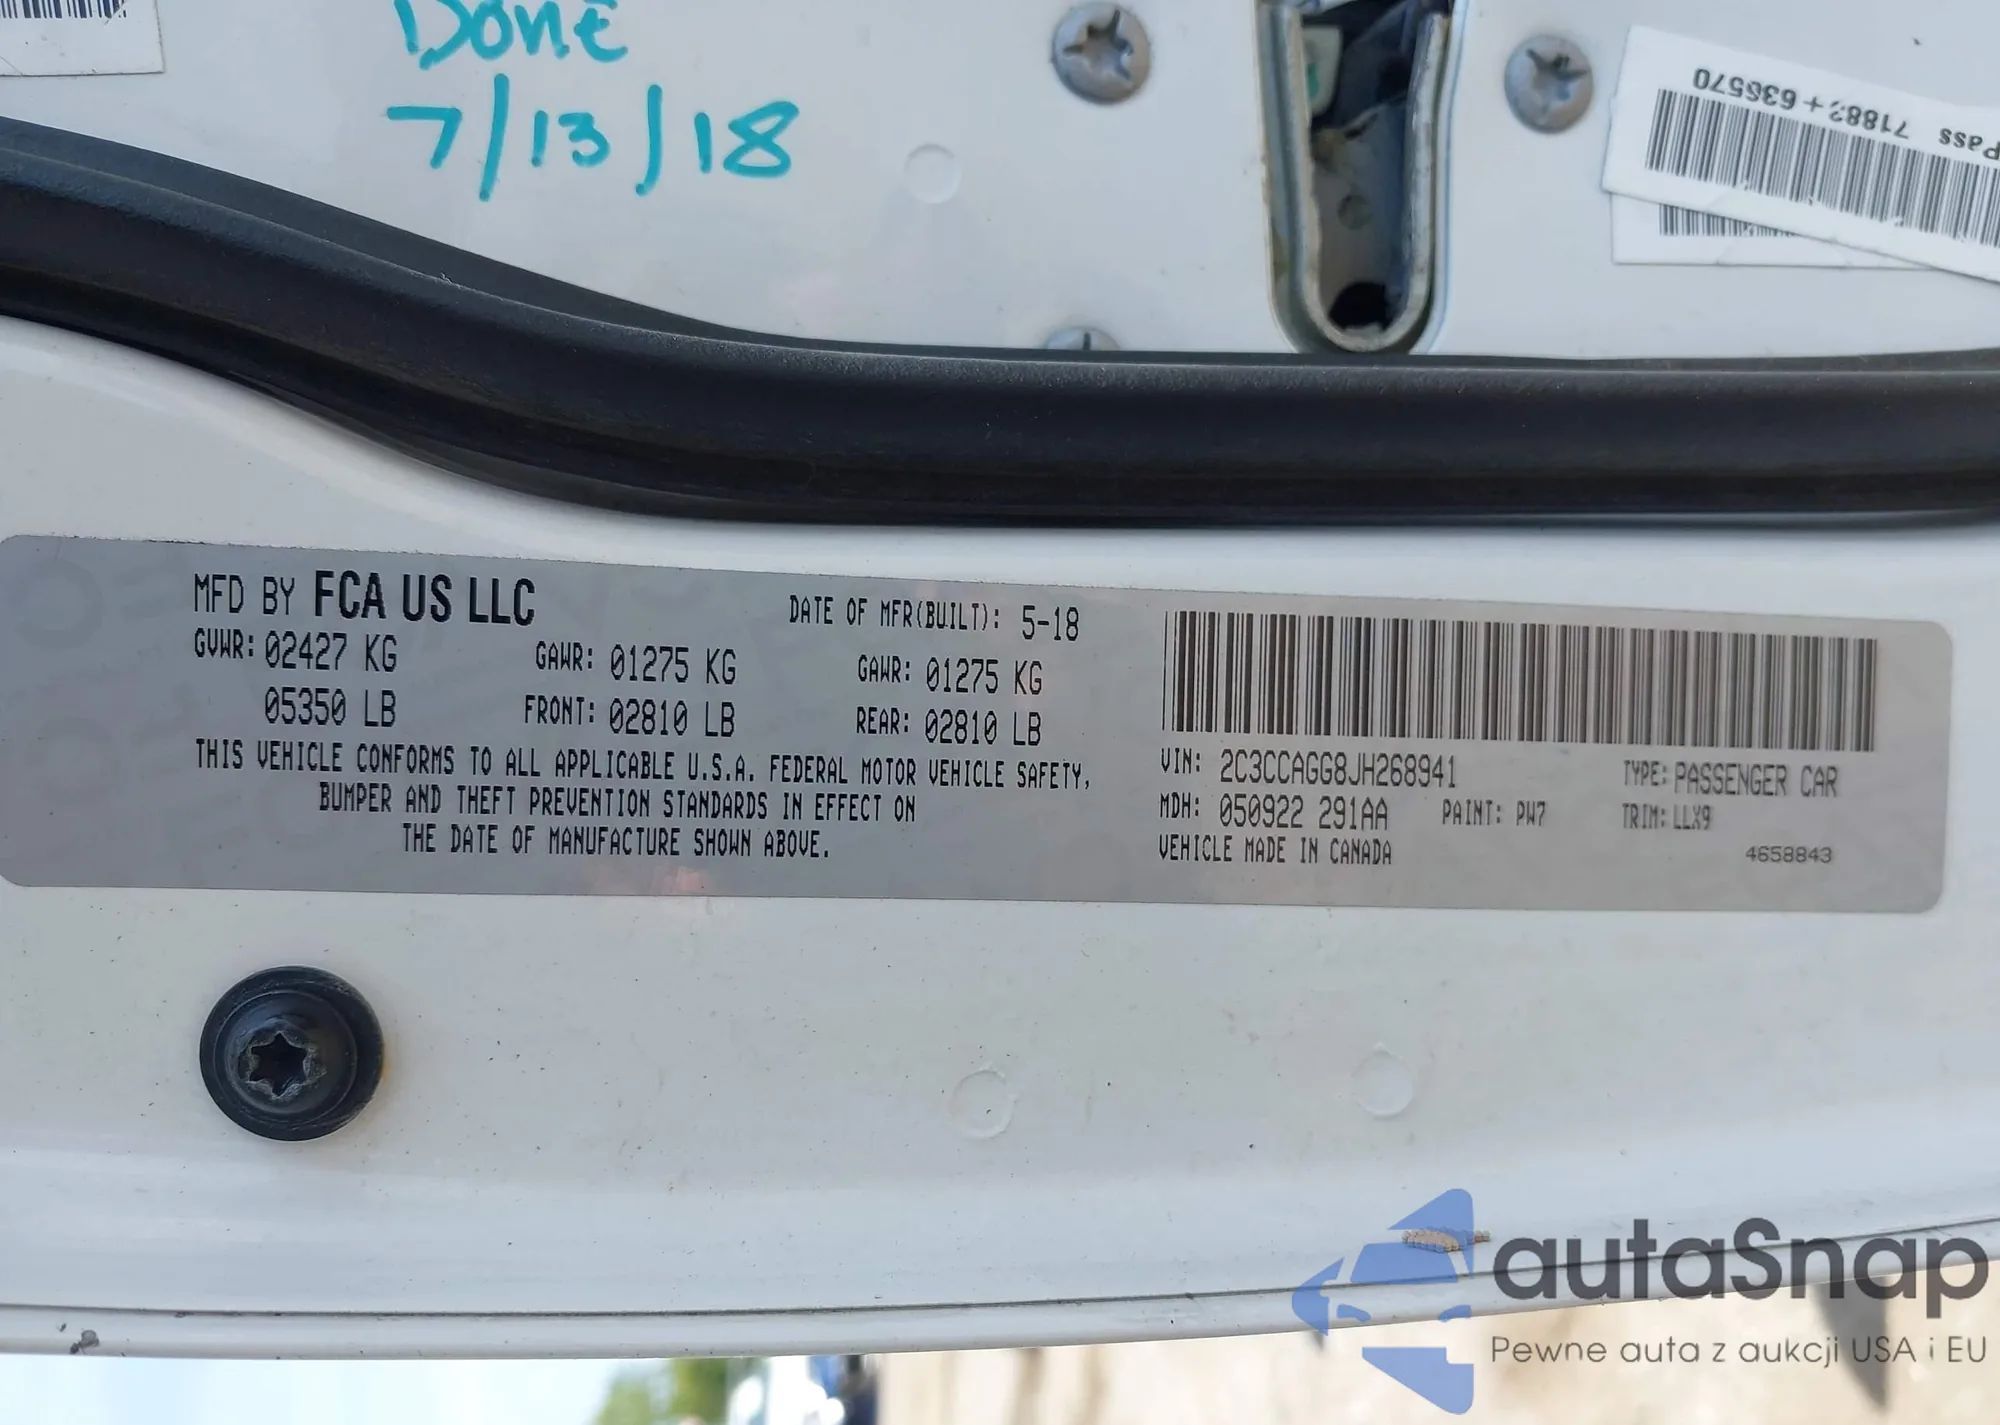 DONE
7/13/18
Pass 7188 + 636570
MFD BY FCA US LLC
DATE OF MFR(BUILT): 5-18
GVWR: 02427 KG
GAWR: 01275 KG
GAWR: 01275 KG
05350 LB
FRONT: 02810 LB
REAR: 02810 LB
THIS VEHICLE CONFORMS TO ALL APPLICABLE U.S.A. FEDERAL MOTOR VEHICLE SAFETY,
BUMPER AND THEFT PREVENTION STANDARDS IN EFFECT ON
THE DATE OF MANUFACTURE SHOWN ABOVE.
VIN: 2C3CCAGG8JH268941
TYPE: PASSENGER CAR
MDH: 050922 291AA
PAINT: PW7
TRIM: LLX9
VEHICLE MADE IN CANADA
4658843
autaSnap
Pewne auta z aukcji USA i EU